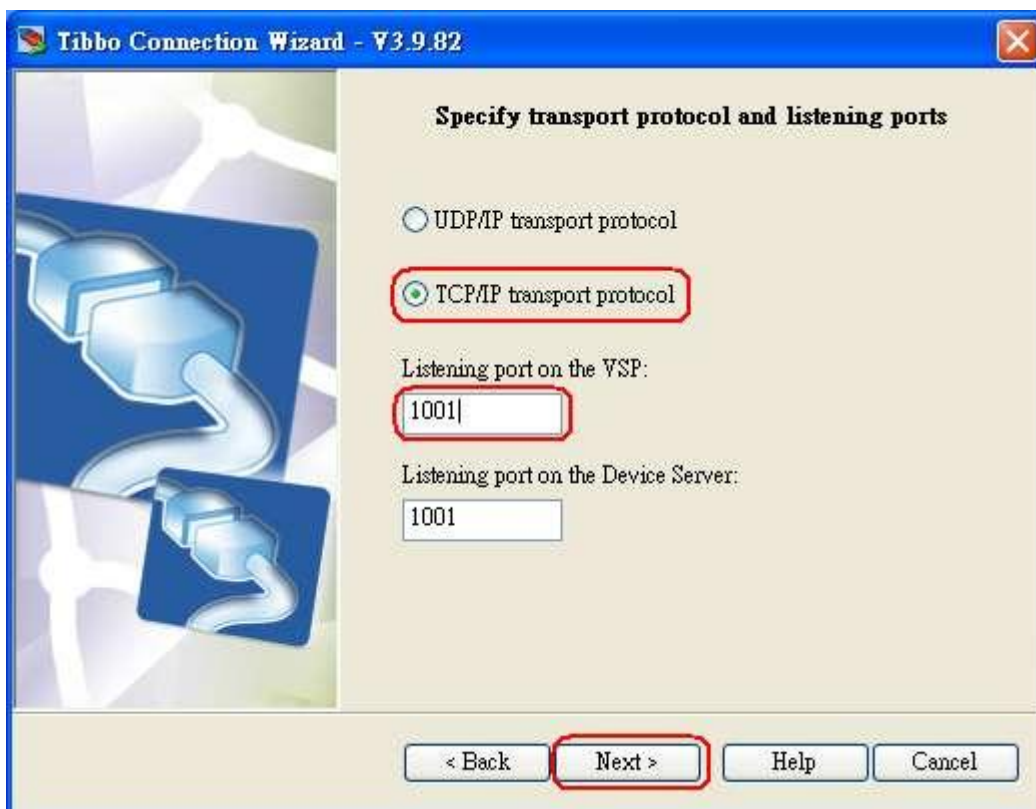 Tibbo Connection Wizard - V3.9.82
Specify transport protocol and listening ports
UDP/IP transport protocol
TCP/IP transport protocol
Listening port on the VSP:
1001
Listening port on the Device Server:
1001
< Back Next > Help Cancel